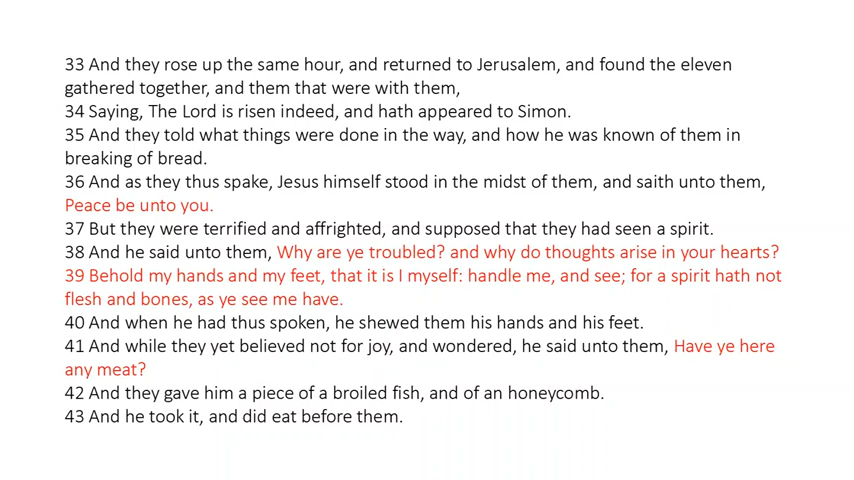 33 And they rose up the same hour, and returned to Jerusalem, and found the eleven
gathered together, and them that were with them,
34 Saying, The Lord is risen indeed, and hath appeared to Simon.
35 And they told what things were done in the way, and how he was known of them in
breaking of bread.
36 And as they thus spake, Jesus himself stood in the midst of them, and saith unto them,
Peace be unto you.
37 But they were terrified and affrighted, and supposed that they had seen a spirit.
38 And he said unto them, Why are ye troubled? and why do thoughts arise in your hearts?
39 Behold my hands and my feet, that it is I myself: handle me, and see; for a spirit hath not
flesh and bones, as ye see me have.
40 And when he had thus spoken, he shewed them his hands and his feet.
41 And while they yet believed not for joy, and wondered, he said unto them, Have ye here
any meat?
42 And they gave him a piece of a broiled fish, and of an honeycomb.
43 And he took it, and did eat before them.